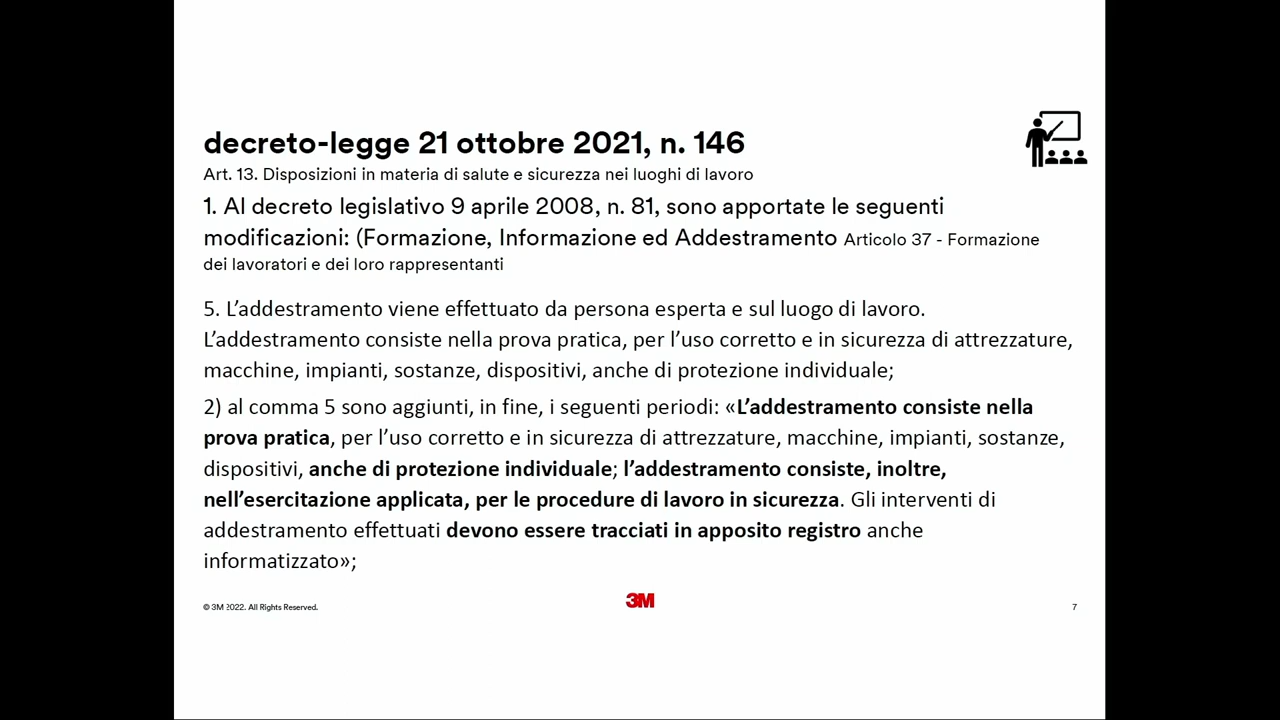 decreto-legge 21 ottobre 2021, n. 146
Art. 13. Disposizioni in materia di salute e sicurezza nei luoghi di lavoro
1. Al decreto legislativo 9 aprile 2008, n. 81, sono apportate le seguenti
modificazioni: (Formazione, Informazione ed Addestramento Articolo 37 - Formazione
dei lavoratori e dei loro rappresentanti
5. L’addestramento viene effettuato da persona esperta e sul luogo di lavoro.
L’addestramento consiste nella prova pratica, per l’uso corretto e in sicurezza di attrezzature,
macchine, impianti, sostanze, dispositivi, anche di protezione individuale;
2) al comma 5 sono aggiunti, in fine, i seguenti periodi: «L’addestramento consiste nella
prova pratica, per l’uso corretto e in sicurezza di attrezzature, macchine, impianti, sostanze,
dispositivi, anche di protezione individuale; l’addestramento consiste, inoltre,
nell’esercitazione applicata, per le procedure di lavoro in sicurezza. Gli interventi di
addestramento effettuati devono essere tracciati in apposito registro anche
informatizzato»;
© 3M 2022. All Rights Reserved.
3M
7